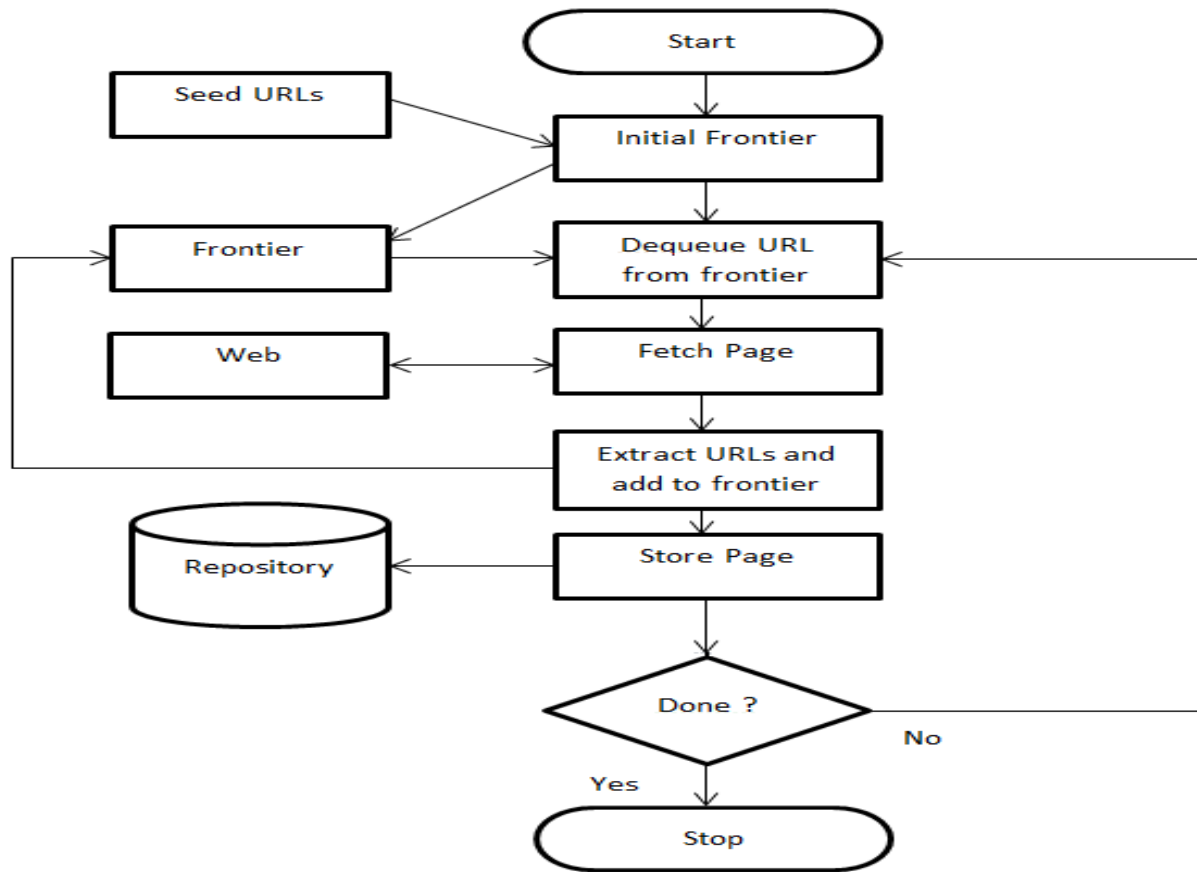 Start
Seed URLs
Initial Frontier
Frontier
Dequeue URL
from frontier
Web
Fetch Page
Extract URLs and
add to frontier
Repository
Store Page
Done ?
No
Yes
Stop